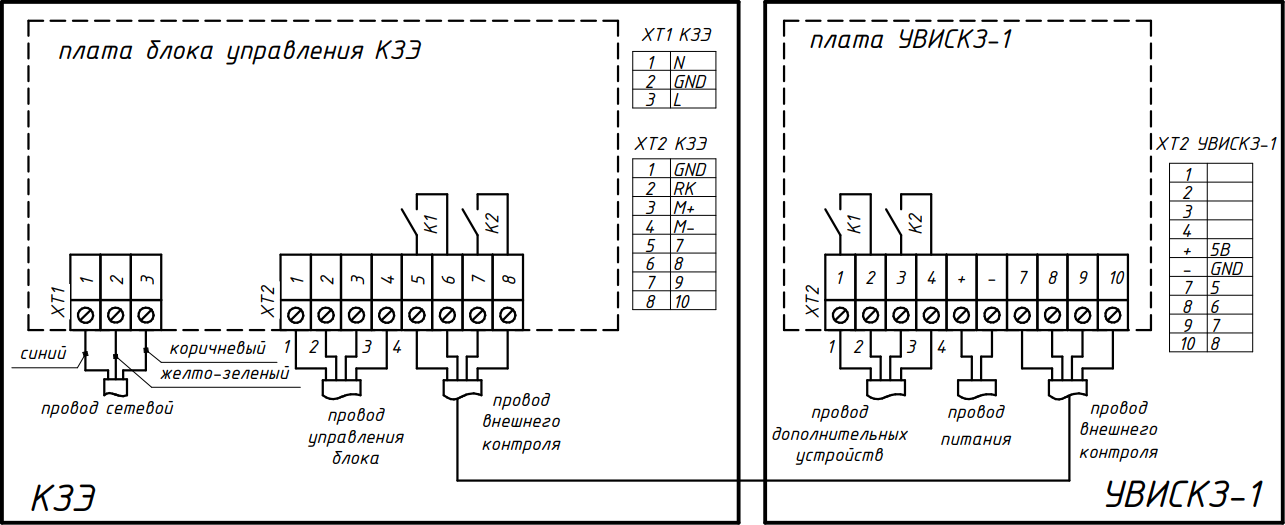 плата блока управления КЗЭ
XT1 КЗЭ
1 N
2 GND
3 L
XT2 КЗЭ
1 GND
2 RK
3 M+
4 M-
5 7
6 8
7 9
8 10
K1
K2
XT1
1
2
3
XT2
1
2
3
4
5
6
7
8
синий
коричневый
желто-зеленый
провод сетевой
1
2
3
4
провод
управления
блока
провод
внешнего
контроля
КЗЭ
плата УВИСКЗ-1
XT2 УВИСКЗ-1
1
2
3
4
+ 5В
- GND
7 5
8 6
9 7
10 8
K1
K2
XT2
1
2
3
4
+
-
7
8
9
10
1
2
3
4
провод
дополнительных
устройств
провод
питания
провод
внешнего
контроля
УВИСКЗ-1